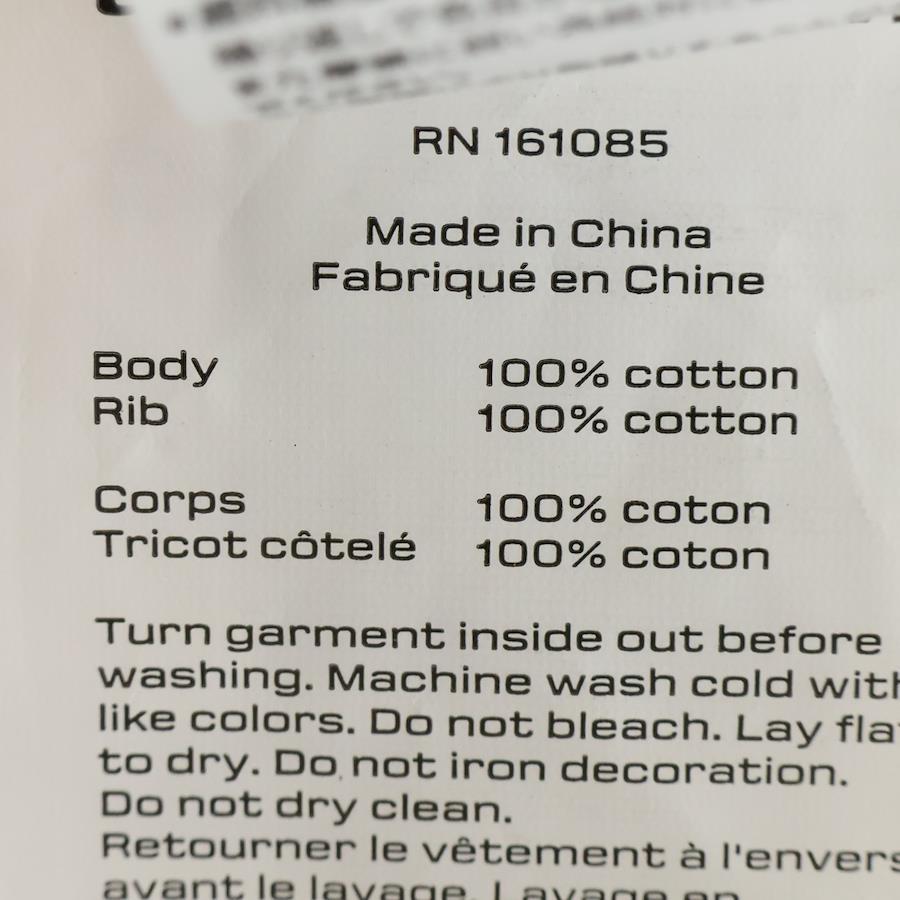 RN 161085
Made in China
Fabriqué en Chine
Body 100% cotton
Rib 100% cotton
Corps 100% coton
Tricot côtelé 100% coton
Turn garment inside out before
washing. Machine wash cold with
like colors. Do not bleach. Lay flat
to dry. Do not iron decoration.
Do not dry clean.
Retourner le vêtement à l'envers
avant le lavage. Lavage en